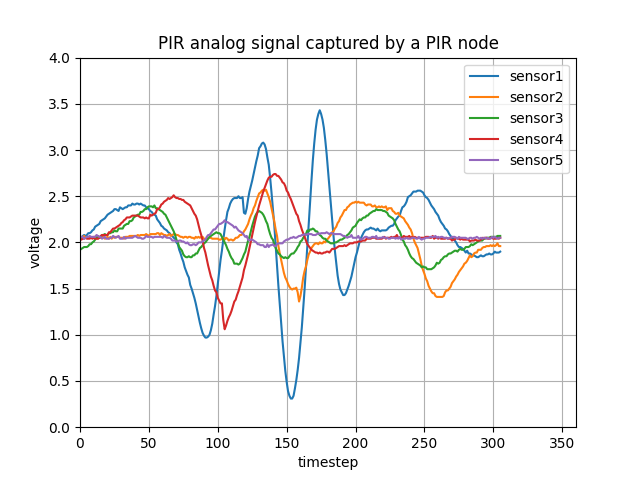 PIR analog signal captured by a PIR node
4.0
3.5
3.0
2.5
2.0
1.5
1.0
0.5
0.0
voltage
sensor1
sensor2
sensor3
sensor4
sensor5
0 50 100 150 200 250 300 350
timestep